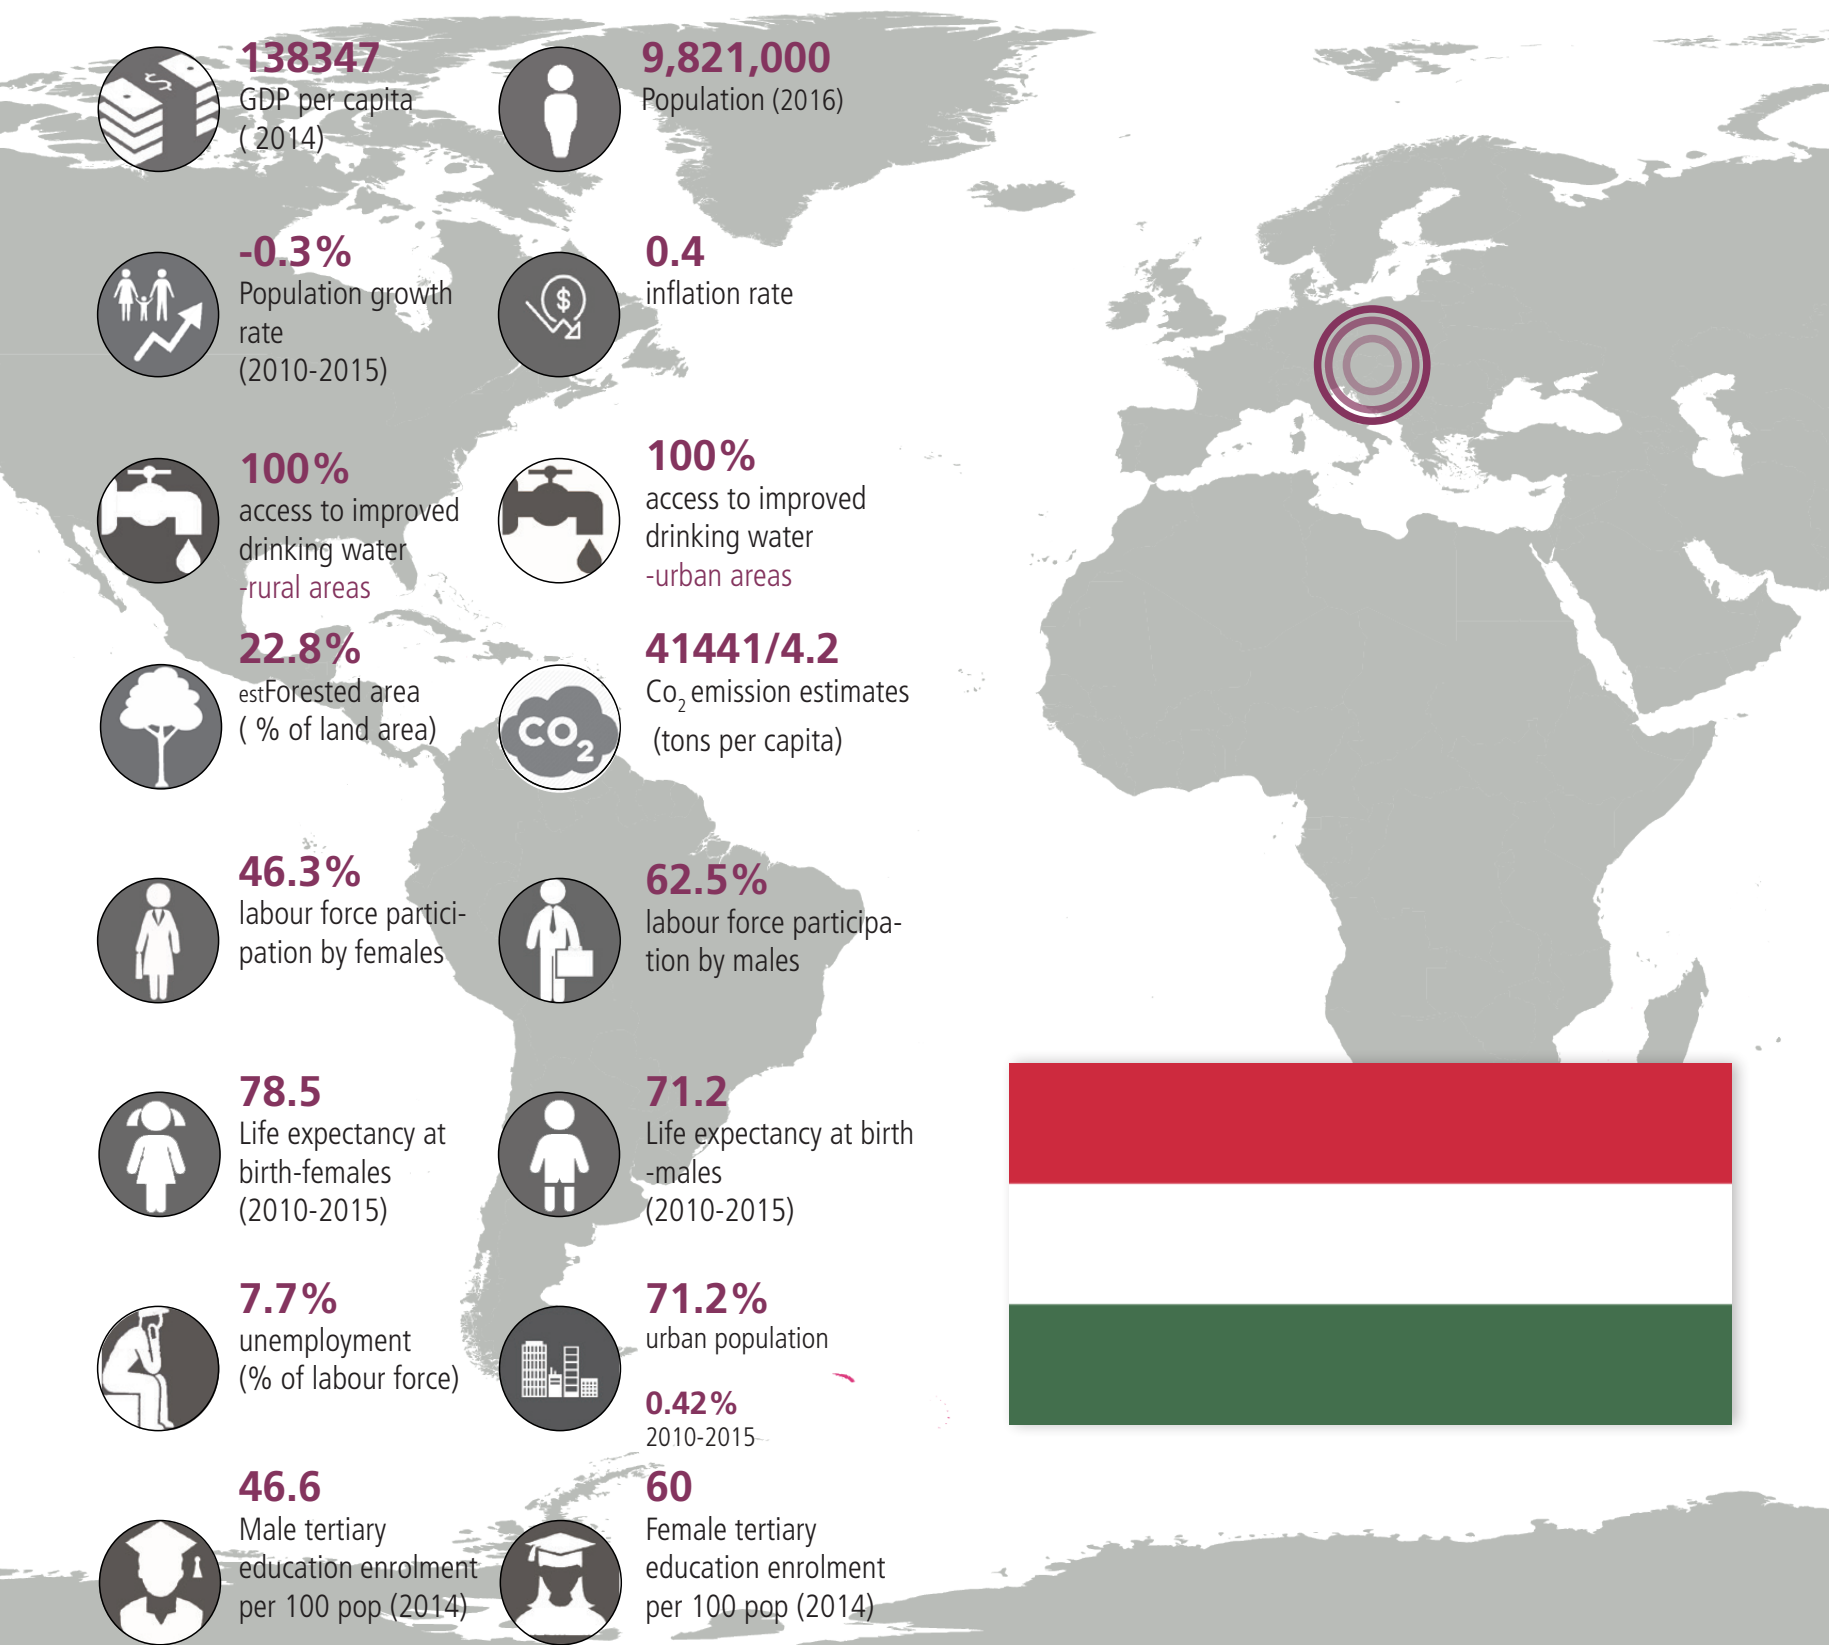 138347
GDP per capita
( 2014)
9,821,000
Population (2016)
-0.3%
Population growth
rate
(2010-2015)
0.4
inflation rate
100%
access to improved
drinking water
-rural areas
100%
access to improved
drinking water
-urban areas
22.8%
estForested area
( % of land area)
41441/4.2
Co2 emission estimates
(tons per capita)
CO2
46.3%
labour force partici-
pation by females
62.5%
labour force participa-
tion by males
78.5
Life expectancy at
birth-females
(2010-2015)
71.2
Life expectancy at birth
-males
(2010-2015)
7.7%
unemployment
(% of labour force)
71.2%
urban population
0.42%
2010-2015
46.6
Male tertiary
education enrolment
per 100 pop (2014)
60
Female tertiary
education enrolment
per 100 pop (2014)